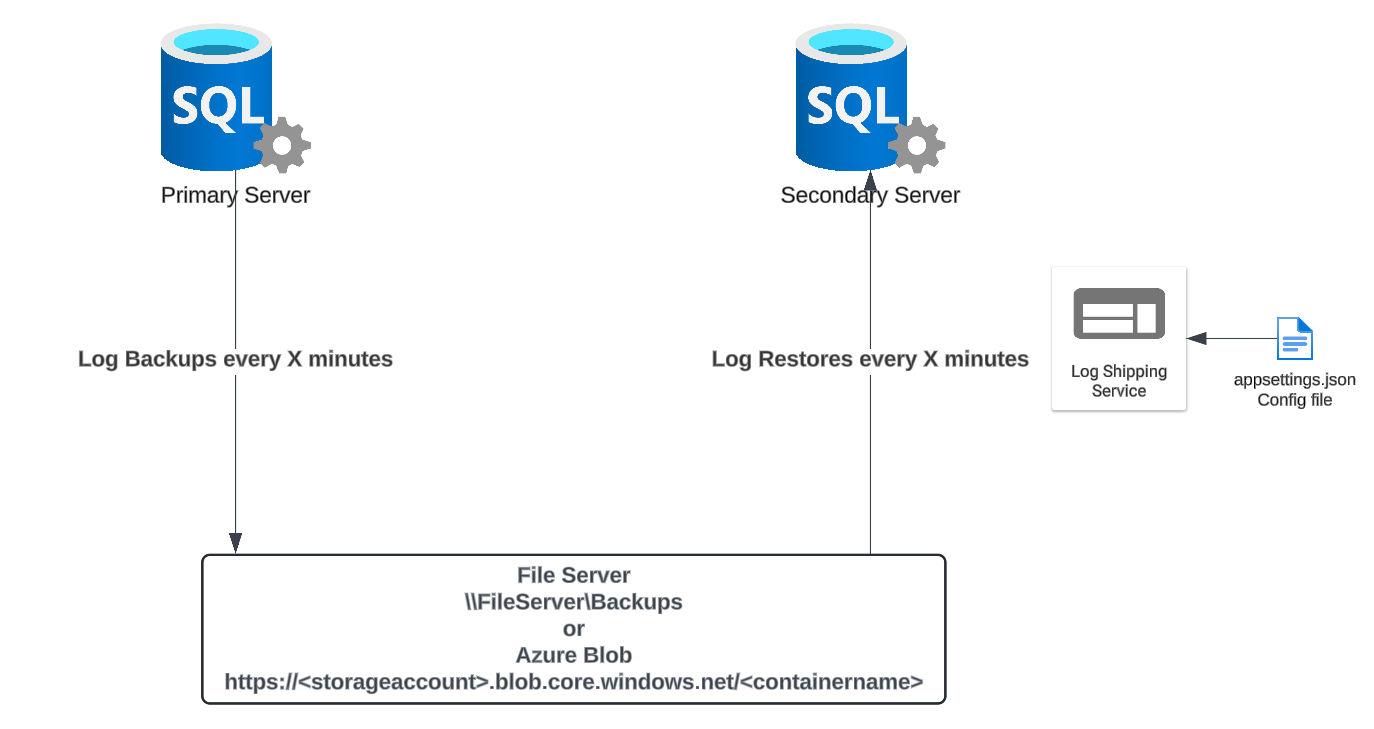 SQL
SQL
Primary Server
Secondary Server
Log Backups every X minutes
Log Restores every X minutes
Log Shipping
Service
appsettings.json
Config file
File Server
\\FileServer\Backups
or
Azure Blob
https://<storageaccount>.blob.core.windows.net/<containername>